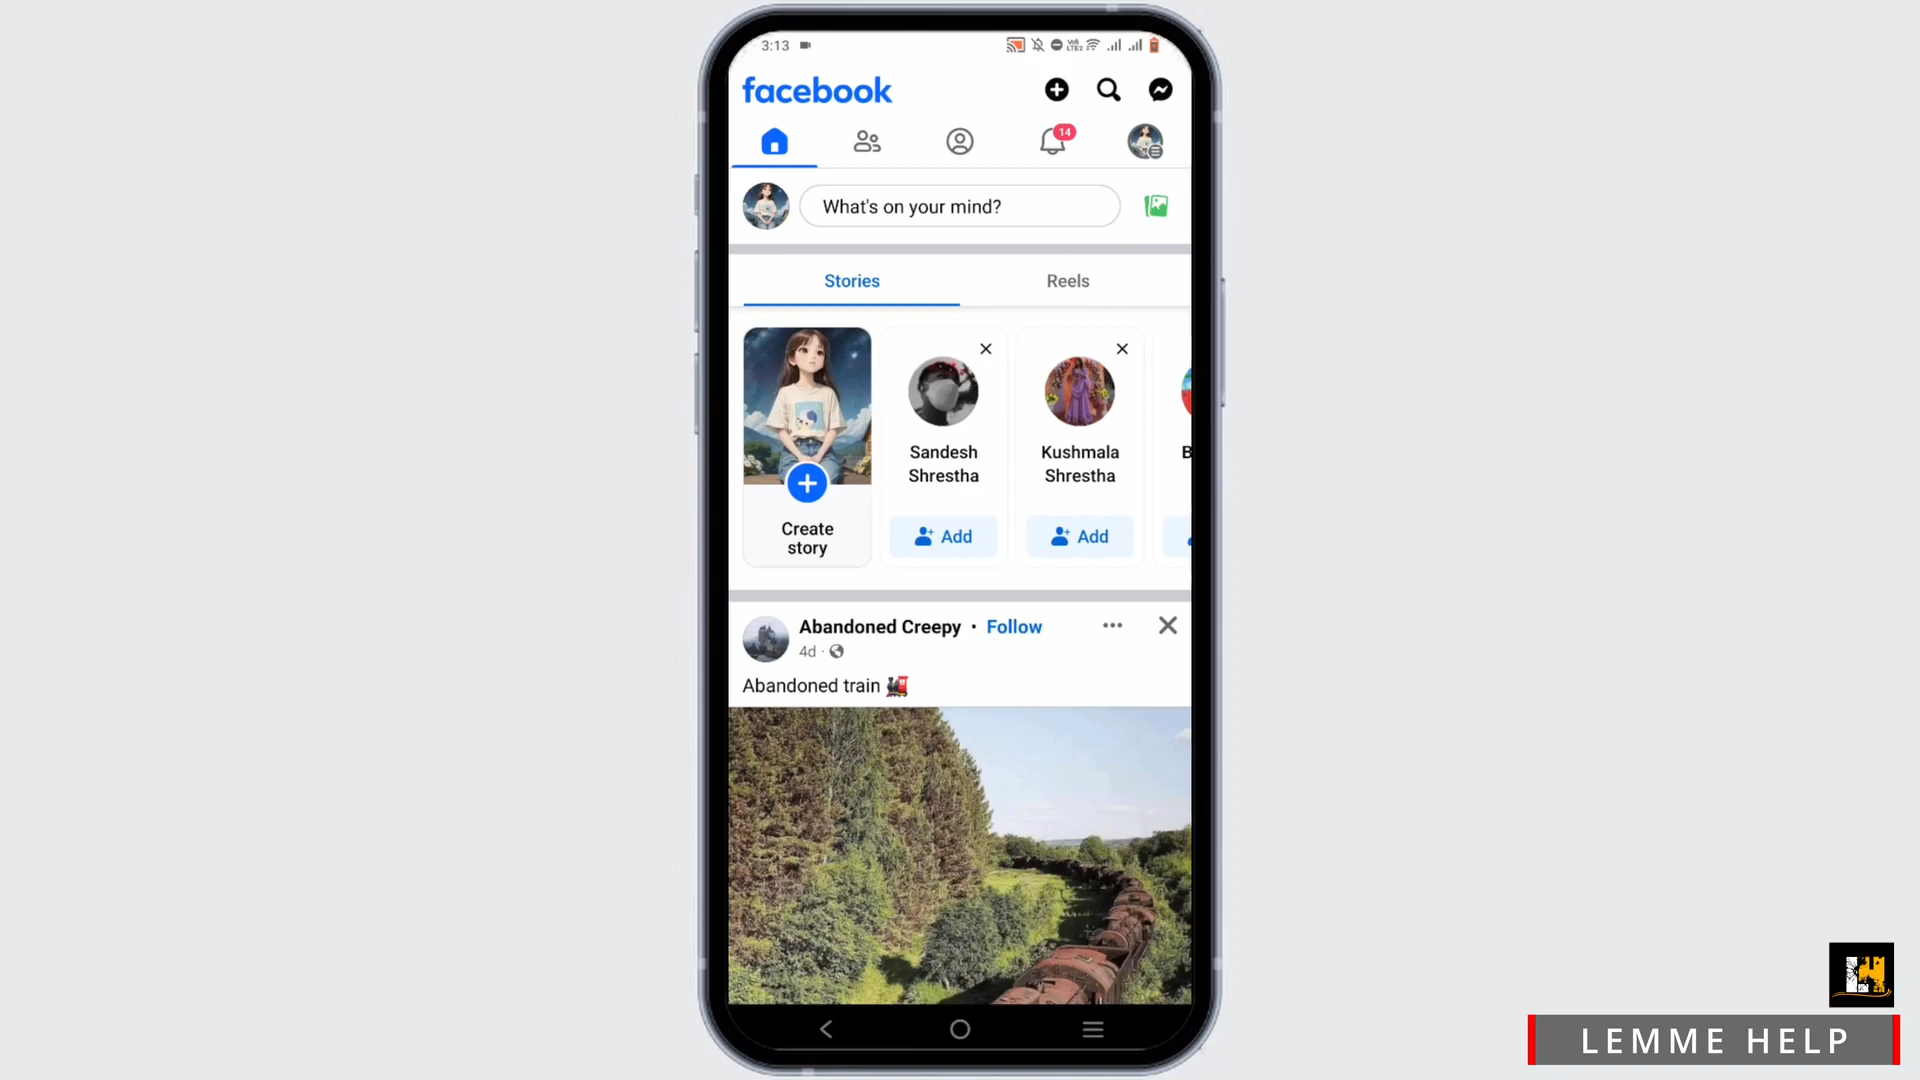 3:13
facebook
14
What's on your mind?
Stories
Reels
Sandesh
Shrestha
Kushmala
Shrestha
B
Create
story
Add
Add
Abandoned Creepy · Follow
4d ·
Abandoned train
LEMME HELP